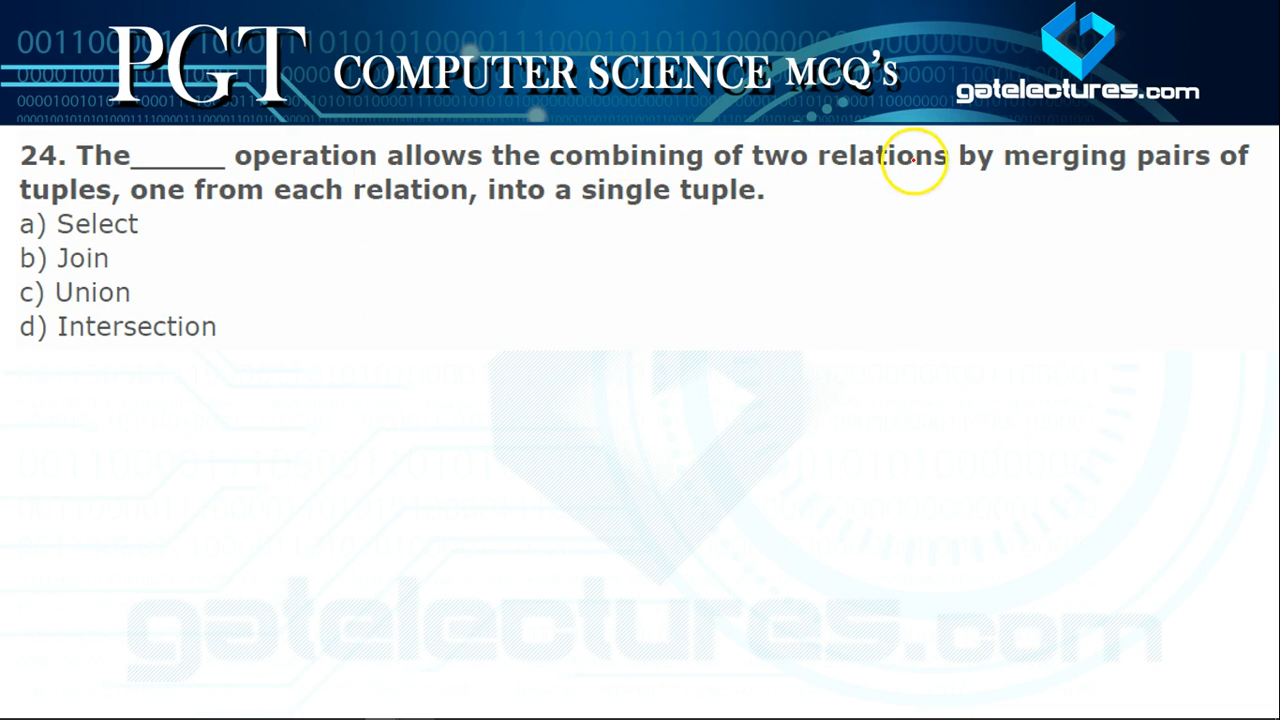 PGT COMPUTER SCIENCE MCQ's
gatelectures.com
24. The______ operation allows the combining of two relations by merging pairs of
tuples, one from each relation, into a single tuple.
a) Select
b) Join
c) Union
d) Intersection
gatelectures.com